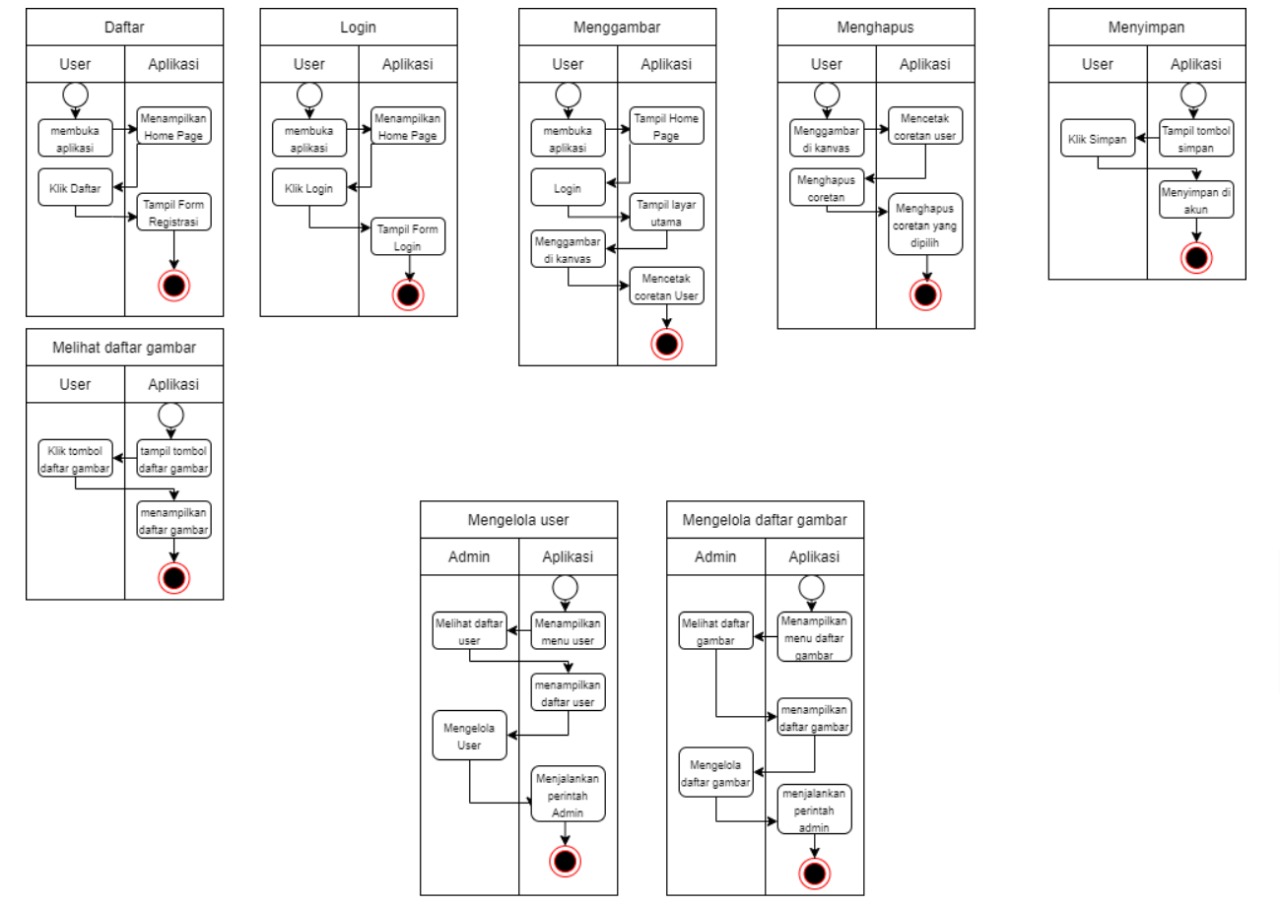 Daftar
User
Aplikasi
membuka
aplikasi
Menampilkan
Home Page
Klik Daftar
Tampil Form
Registrasi
Login
User
Aplikasi
membuka
aplikasi
Menampilkan
Home Page
Klik Login
Tampil Form
Login
Menggambar
User
Aplikasi
membuka
aplikasi
Tampil Home
Page
Login
Tampil layar
utama
Menggambar
di kanvas
Mencetak
coretan User
Menghapus
User
Aplikasi
Menggambar
di kanvas
Mencetak
coretan user
Menghapus
coretan
Menghapus
coretan yang
dipilih
Menyimpan
User
Aplikasi
Klik Simpan
Tampil tombol
simpan
Menyimpan di
akun
Melihat daftar gambar
User
Aplikasi
Klik tombol
daftar gambar
tampil tombol
daftar gambar
menampilkan
daftar gambar
Mengelola user
Admin
Aplikasi
Melihat daftar
user
Menampilkan
menu user
menampilkan
daftar user
Mengelola
User
Menjalankan
perintah
Admin
Mengelola daftar gambar
Admin
Aplikasi
Melihat daftar
gambar
Menampilkan
menu daftar
gambar
menampilkan
daftar gambar
Mengelola
daftar gambar
menjalankan
perintah
admin